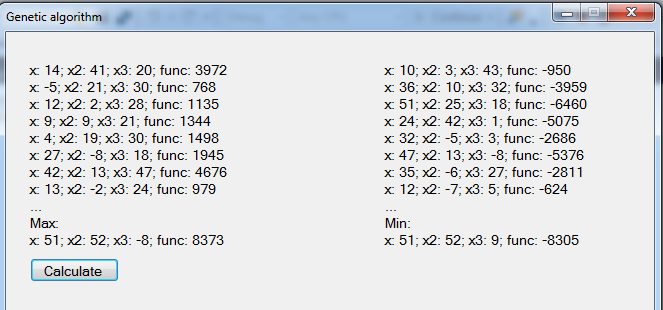 Genetic algorithm
x: 14; x2: 41; x3: 20; func: 3972
x: -5; x2: 21; x3: 30; func: 768
x: 12; x2: 2; x3: 28; func: 1135
x: 9; x2: 9; x3: 21; func: 1344
x: 4; x2: 19; x3: 30; func: 1498
x: 27; x2: -8; x3: 18; func: 1945
x: 42; x2: 13; x3: 47; func: 4676
x: 13; x2: -2; x3: 24; func: 979
...
Max:
x: 51; x2: 52; x3: -8; func: 8373
x: 10; x2: 3; x3: 43; func: -950
x: 36; x2: 10; x3: 32; func: -3959
x: 51; x2: 25; x3: 18; func: -6460
x: 24; x2: 42; x3: 1; func: -5075
x: 32; x2: -5; x3: 3; func: -2686
x: 47; x2: 13; x3: -8; func: -5376
x: 35; x2: -6; x3: 27; func: -2811
x: 12; x2: -7; x3: 5; func: -624
...
Min:
x: 51; x2: 52; x3: 9; func: -8305
Calculate